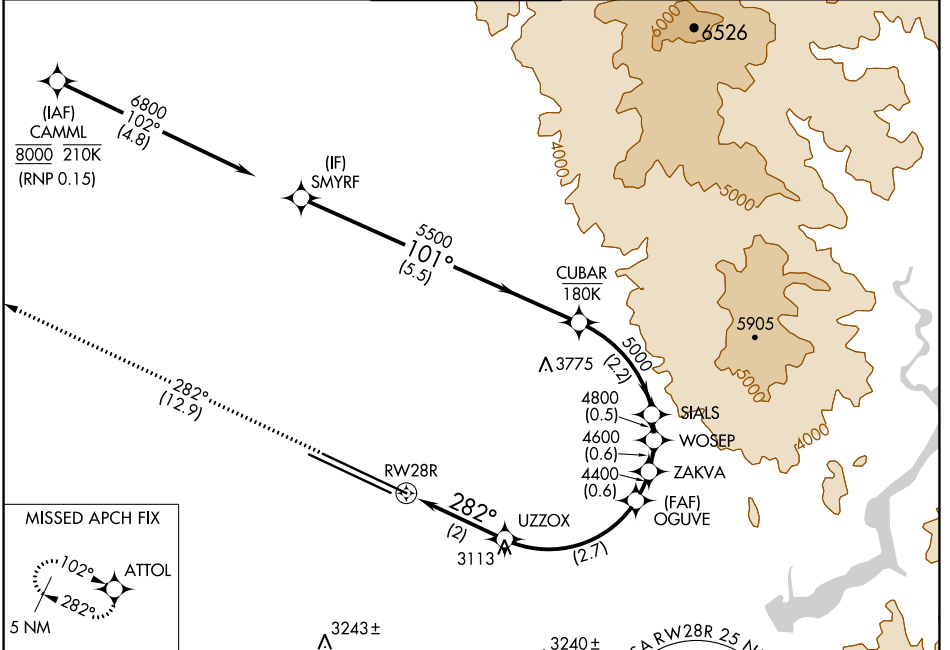 6000
6526
6800
102°
(4.8)
(IAF)
CAMML
8000 210K
(RNP 0.15)
4000
(IF)
SMYRF
5000
5500
101°
(5.5)
CUBAR
180K
5905
5000
(2.2)
3775
5000
282°
(12.9)
4800
(0.5)
SIALS
4600
(0.6)
WOSEP
4000
4400
(0.6)
ZAKVA
RW28R
(FAF)
OGUVE
282°
(2)
UZZOX
3113
(2.7)
MISSED APCH FIX
102°
ATTOL
282°
5 NM
3243±
3240±
RW28R 25